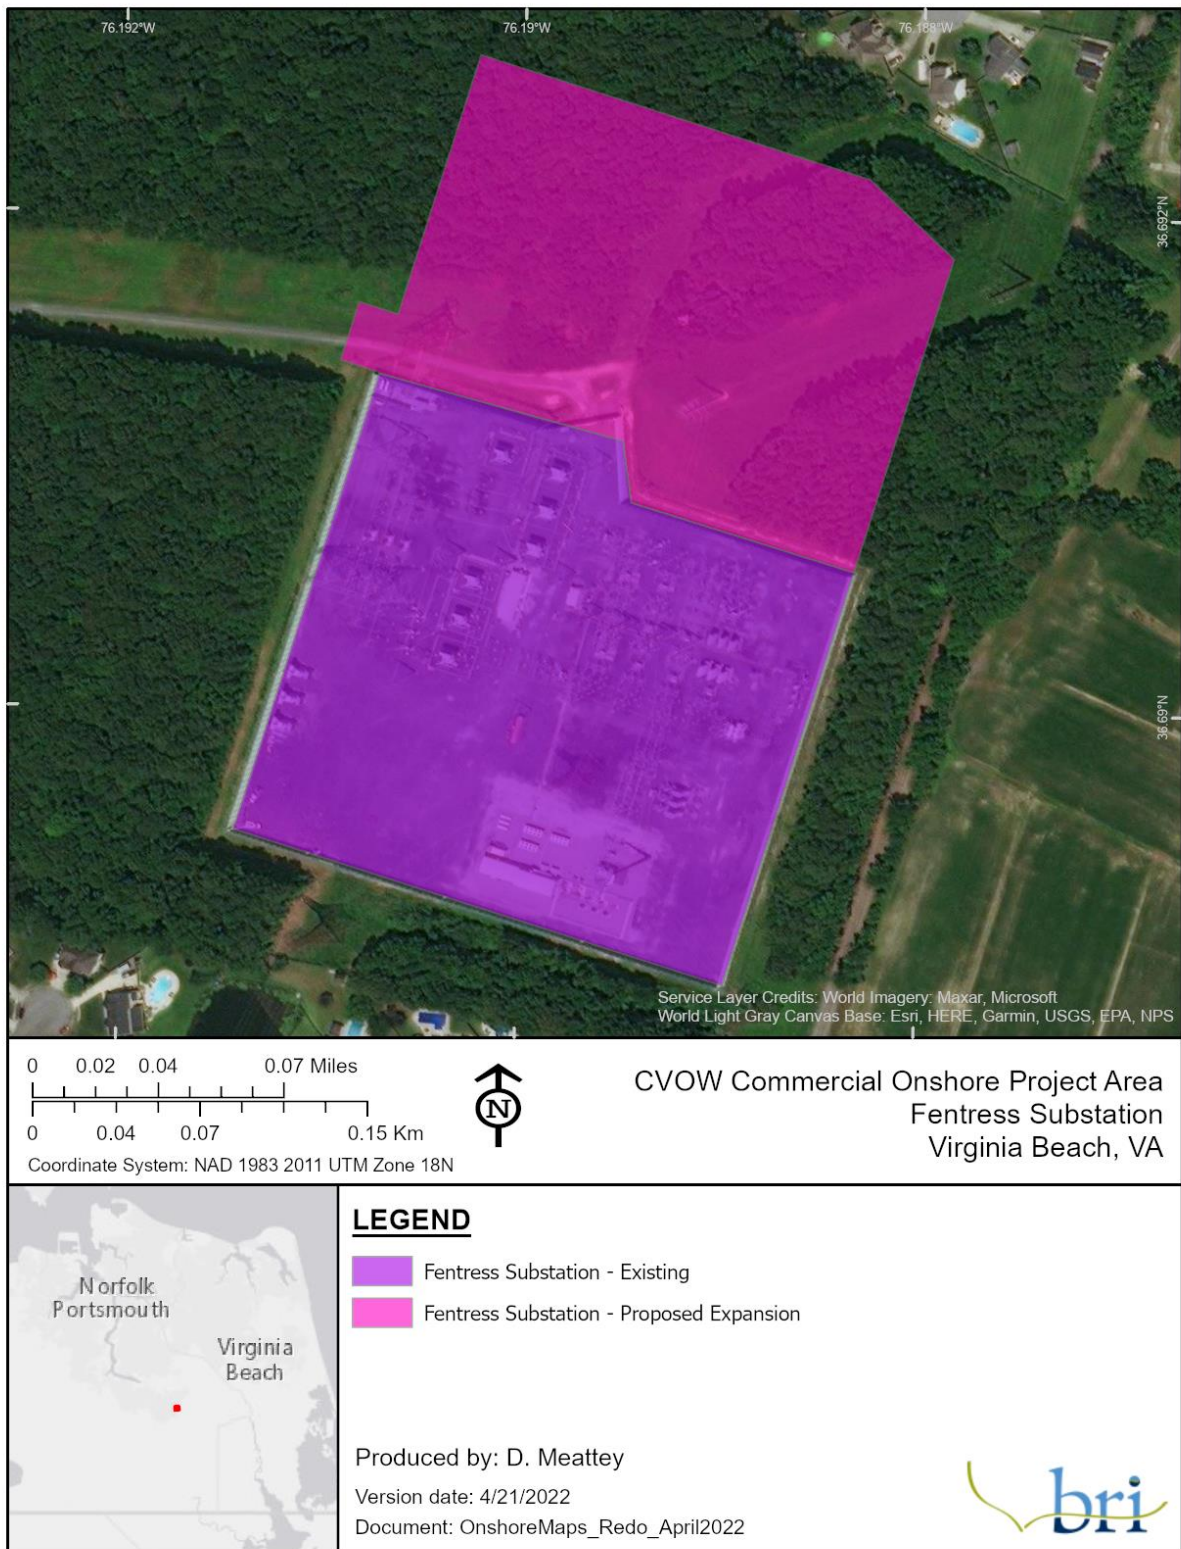 76.192°W
76.19°W
76.188°W
36.692°N
36.69°N
Service Layer Credits: World Imagery: Maxar, Microsoft
World Light Gray Canvas Base: Esri, HERE, Garmin, USGS, EPA, NPS
0 0.02 0.04 0.07 Miles
0 0.04 0.07 0.15 Km
Coordinate System: NAD 1983 2011 UTM Zone 18N
N
CVOW Commercial Onshore Project Area
Fentress Substation
Virginia Beach, VA
Norfolk
Portsmouth
Virginia
Beach
LEGEND
Fentress Substation - Existing
Fentress Substation - Proposed Expansion
Produced by: D. Meattey
Version date: 4/21/2022
Document: OnshoreMaps_Redo_April2022
bri